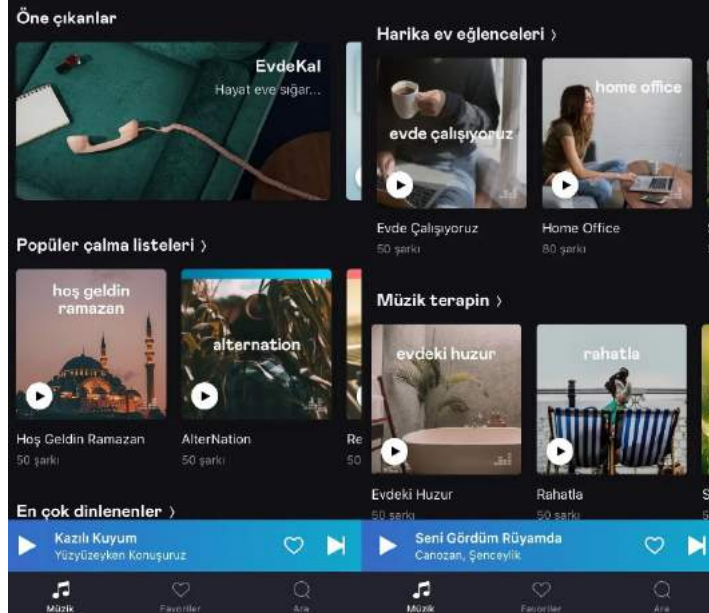 Öne çıkanlar
EvdeKal
Hayat eve sığar...
Popüler çalma listeleri >
hoş geldin
ramazan
alternation
Hoş Geldin Ramazan
50 şarkı
AlterNation
50 şarkı
Re
50
En çok dinlenenler >
Kazılı Kuyum
Yüzyüzeyken Konuşuruz
Müzik
Favoriler
Ara
Harika ev eğlenceleri >
evde çalışıyoruz
home office
Evde Çalışıyoruz
50 şarkı
Home Office
80 şarkı
Müzik terapin >
evdeki huzur
rahatla
Evdeki Huzur
50 şarkı
Rahatla
50 şarkı
S
Seni Gördüm Rüyamda
Canozan, Şenceylik
Müzik
Favoriler
Ara